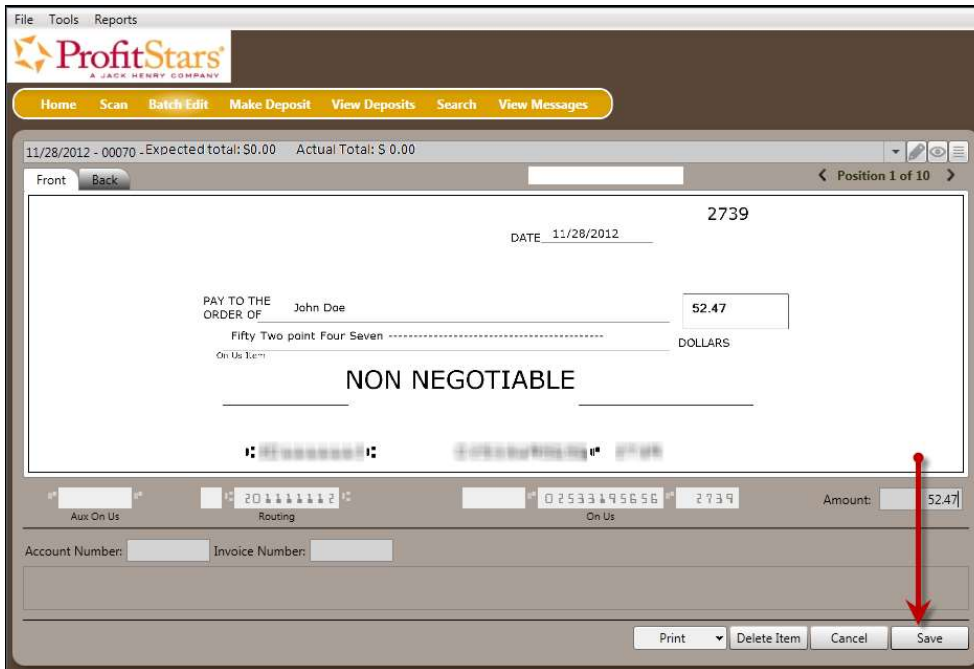 File Tools Reports
ProfitStars®
A JACK HENRY COMPANY
Home Scan Batch Edit Make Deposit View Deposits Search View Messages
11/28/2012 - 00070 - Expected total: $0.00 Actual Total: $ 0.00
Front Back Position 1 of 10
2739
DATE 11/28/2012
PAY TO THE
ORDER OF John Doe 52.47
Fifty Two point Four Seven ----------------------------------------
DOLLARS
On Us Item
NON NEGOTIABLE
201111112 02533195656 2739 Amount: 52.47
Aux On Us Routing On Us
Account Number: Invoice Number:
Print Delete Item Cancel Save